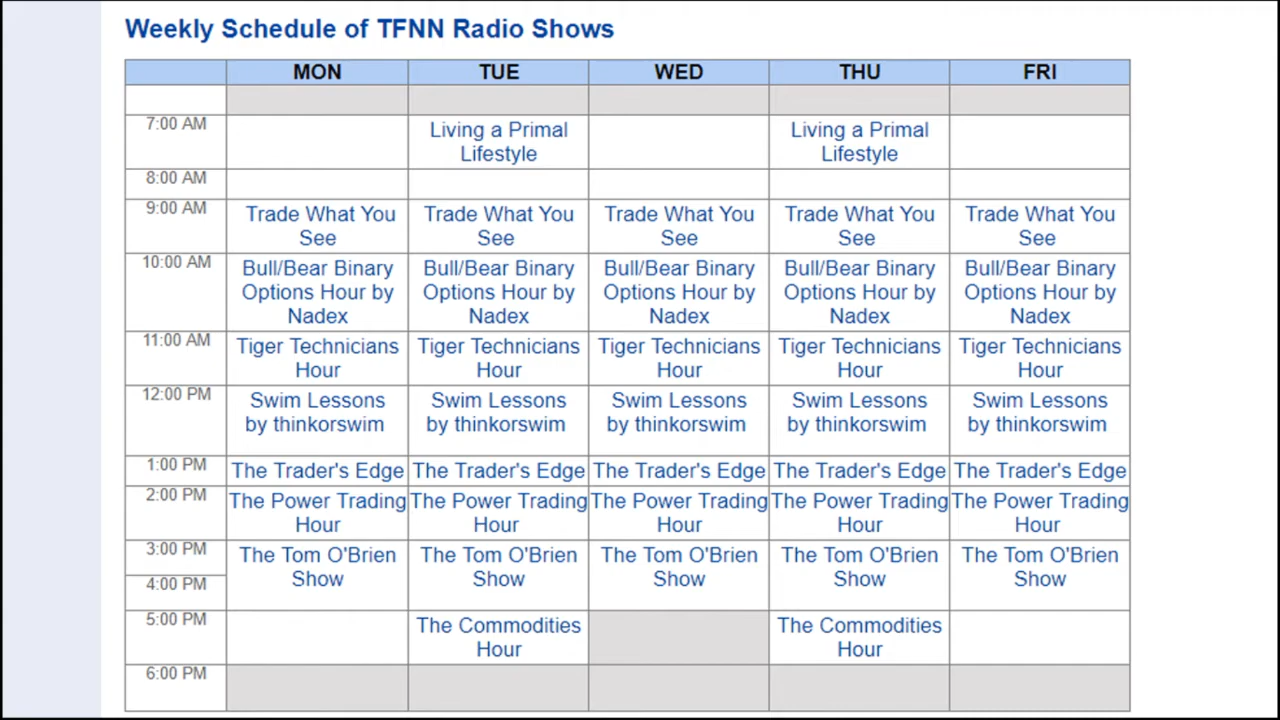 Weekly Schedule of TFNN Radio Shows
MON TUE WED THU FRI
7:00 AM
Living a Primal Living a Primal
Lifestyle Lifestyle
8:00 AM
9:00 AM
Trade What You Trade What You Trade What You Trade What You Trade What You
See See See See See
10:00 AM
Bull/Bear Binary Bull/Bear Binary Bull/Bear Binary Bull/Bear Binary Bull/Bear Binary
Options Hour by Options Hour by Options Hour by Options Hour by Options Hour by
Nadex Nadex Nadex Nadex Nadex
11:00 AM
Tiger Technicians Tiger Technicians Tiger Technicians Tiger Technicians Tiger Technicians
Hour Hour Hour Hour Hour
12:00 PM
Swim Lessons Swim Lessons Swim Lessons Swim Lessons Swim Lessons
by thinkorswim by thinkorswim by thinkorswim by thinkorswim by thinkorswim
1:00 PM
The Trader's Edge The Trader's Edge The Trader's Edge The Trader's Edge The Trader's Edge
2:00 PM
The Power Trading The Power Trading The Power Trading The Power Trading The Power Trading
Hour Hour Hour Hour Hour
3:00 PM
The Tom O'Brien The Tom O'Brien The Tom O'Brien The Tom O'Brien The Tom O'Brien
Show Show Show Show Show
4:00 PM
5:00 PM
The Commodities The Commodities
Hour Hour
6:00 PM